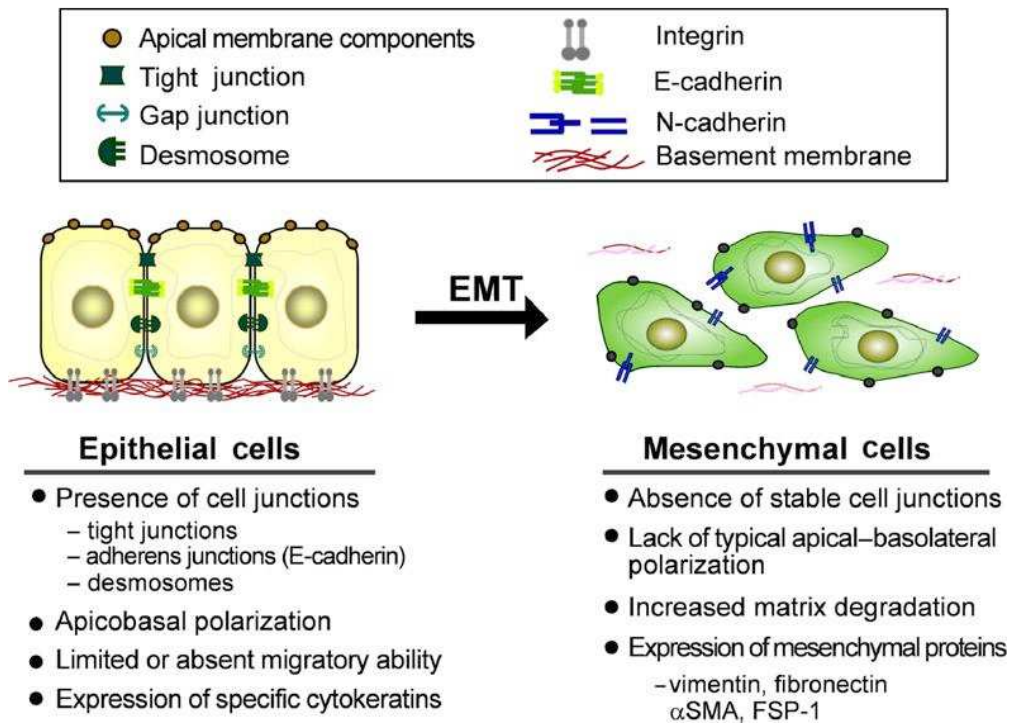 Apical membrane components
Tight junction
Gap junction
Desmosome
Integrin
E-cadherin
N-cadherin
Basement membrane
EMT
Epithelial cells
● Presence of cell junctions
– tight junctions
– adherens junctions (E-cadherin)
– desmosomes
● Apicobasal polarization
● Limited or absent migratory ability
● Expression of specific cytokeratins
Mesenchymal cells
● Absence of stable cell junctions
● Lack of typical apical–basolateral
polarization
● Increased matrix degradation
● Expression of mesenchymal proteins
– vimentin, fibronectin
αSMA, FSP-1